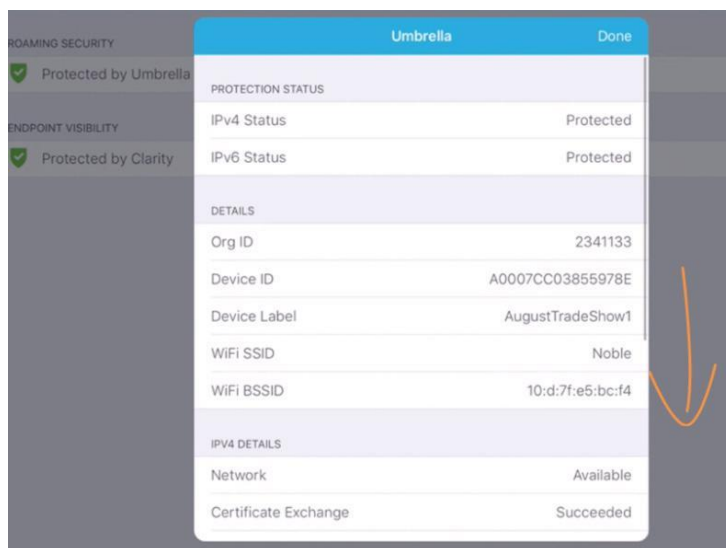 Umbrella Done
ROAMING SECURITY
Protected by Umbrella
ENDPOINT VISIBILITY
Protected by Clarity
PROTECTION STATUS
IPv4 Status Protected
IPv6 Status Protected
DETAILS
Org ID 2341133
Device ID A0007CC03855978E
Device Label AugustTradeShow1
WiFi SSID Noble
WiFi BSSID 10:d:7f:e5:bc:f4
IPV4 DETAILS
Network Available
Certificate Exchange Succeeded